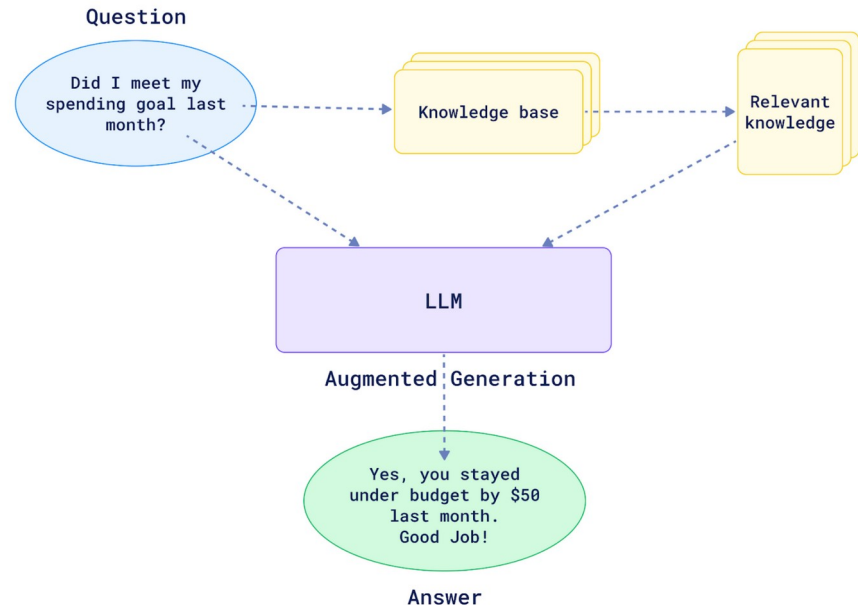 Question
Did I meet my
spending goal last
month?
Knowledge base
Relevant
knowledge
LLM
Augmented Generation
Yes, you stayed
under budget by $50
last month.
Good Job!
Answer